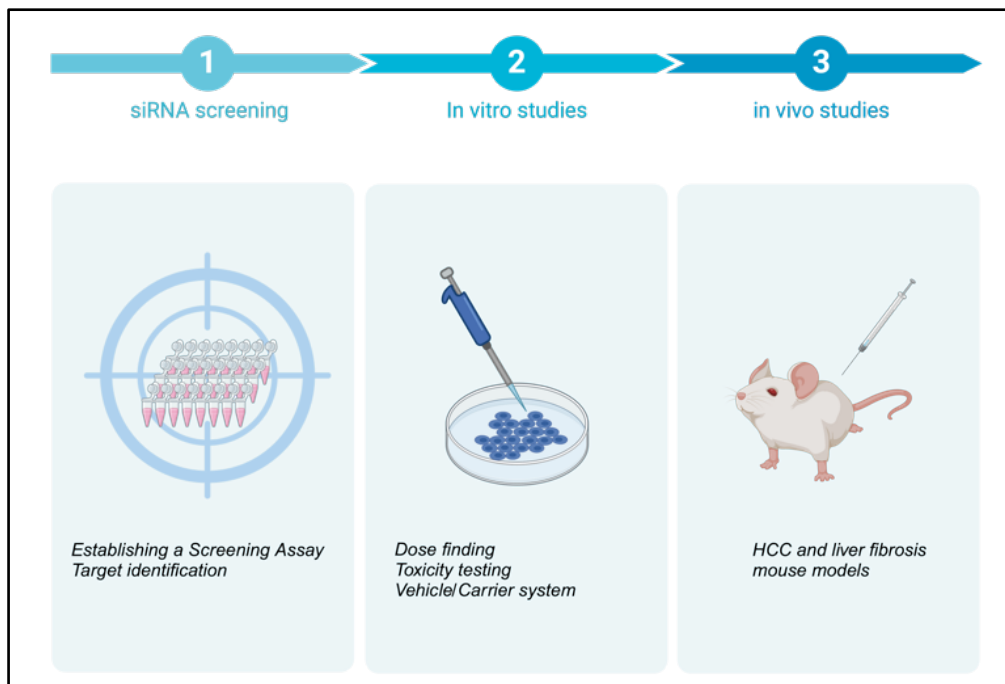 1
2
3
siRNA screening
In vitro studies
in vivo studies
Establishing a Screening Assay
Target identification
Dose finding
Toxicity testing
Vehicle/Carrier system
HCC and liver fibrosis
mouse models